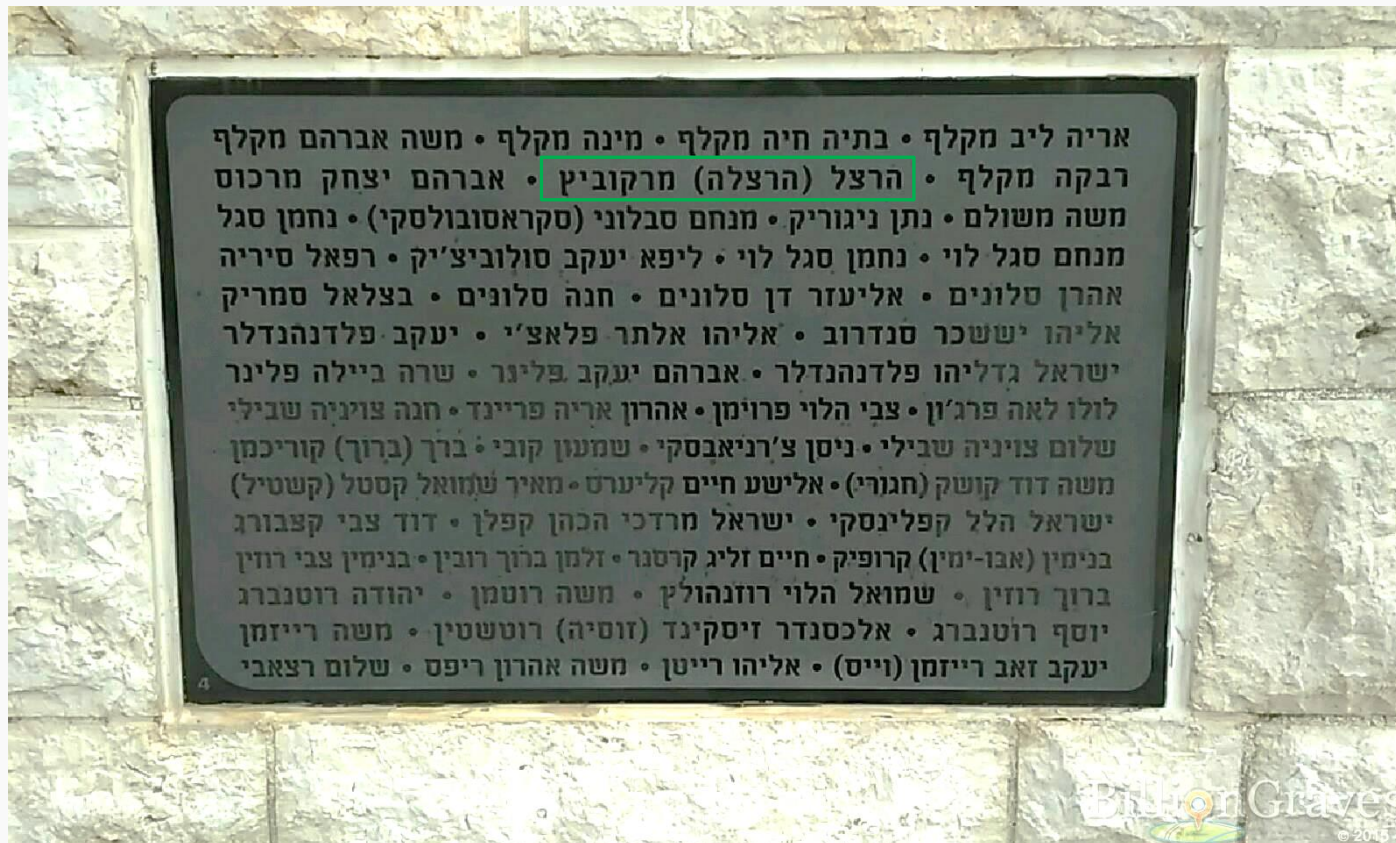 אריה ליב מקלף • בתיה חיה מקלף • מינה מקלף • משה אברהם מקלף
רבקה מקלף • הרצל (הרצלה) מרקוביץ • אברהם יצחק מרכוס
משה משולם • נתן ניגוריק • מנחם סבלוני (סקראסובולסקי) • נחמן סגל
מנחם סגל לוי • נחמן סגל לוי • ליפא יעקב סולוביצ׳יק • רפאל סיריה
אהרן סלונים • אליעזר דן סלונים • חנה סלונים • בצלאל סמריק
אליהו יששכר סנדרוב • אליהו אלתר פלאצ׳י • יעקב פלדנהנדלר
ישראל גדליהו פלדנהנדלר • אברהם יעקב פלינר • שרה ביילה פלינר
לולו לאה פרג׳ון • צבי הלוי פרוימן • אהרון אריה פריינד • חנה צויניה שבילי
שלום צויניה שבילי • ניסן צ׳רניאבסקי • שמעון קובי • ברך (ברוך) קוריכמן
משה דוד קושק (חגורי) • אלישע חיים קליערס • מאיר שמואל קסטל (קשטיל)
ישראל הלל קפלינסקי • ישראל מרדכי הכהן קפלן • דוד צבי קצבורג
בנימין (אבו-ימין) קרופיק • חיים זליג קרסנר • זלמן ברוך רובין • בנימין צבי רוזין
ברוך רוזין • שמואל הלוי רוזנהולץ • משה רוטמן • יהודה רוטנברג
יוסף רוטנברג • אלכסנדר זיסקינד (זוסיה) רוטשטין • משה רייזמן
יעקב זאב רייזמן (וייס) • אליהו רייטן • משה אהרון ריפס • שלום רצאבי
4
BillionGrave
© 2015